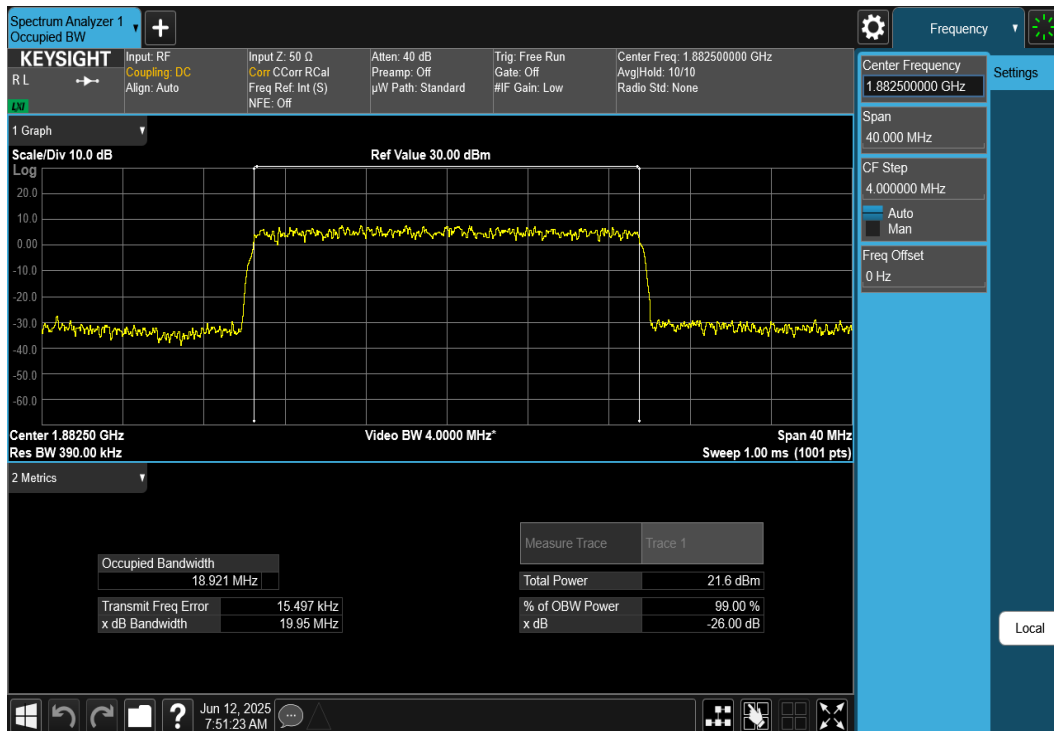 Spectrum Analyzer 1
Occupied BW
Frequency
KEYSIGHT
R L
LXI
Input: RF
Coupling: DC
Align: Auto
Input Z: 50 Ω
Corr CCorr RCal
Freq Ref: Int (S)
NFE: Off
Atten: 40 dB
Preamp: Off
µW Path: Standard
Trig: Free Run
Gate: Off
#IF Gain: Low
Center Freq: 1.882500000 GHz
Avg|Hold: 10/10
Radio Std: None
Center Frequency
1.882500000 GHz
Settings
Span
40.000 MHz
CF Step
4.000000 MHz
Auto
Man
Freq Offset
0 Hz
Local
1 Graph
Scale/Div 10.0 dB
Ref Value 30.00 dBm
Log
20.0
10.0
0.00
-10.0
-20.0
-30.0
-40.0
-50.0
-60.0
Center 1.88250 GHz
Video BW 4.0000 MHz*
Span 40 MHz
Res BW 390.00 kHz
Sweep 1.00 ms (1001 pts)
2 Metrics
Measure Trace
Trace 1
Occupied Bandwidth
18.921 MHz
Total Power
21.6 dBm
Transmit Freq Error
15.497 kHz
% of OBW Power
99.00 %
x dB Bandwidth
19.95 MHz
x dB
-26.00 dB
?
Jun 12, 2025
7:51:23 AM